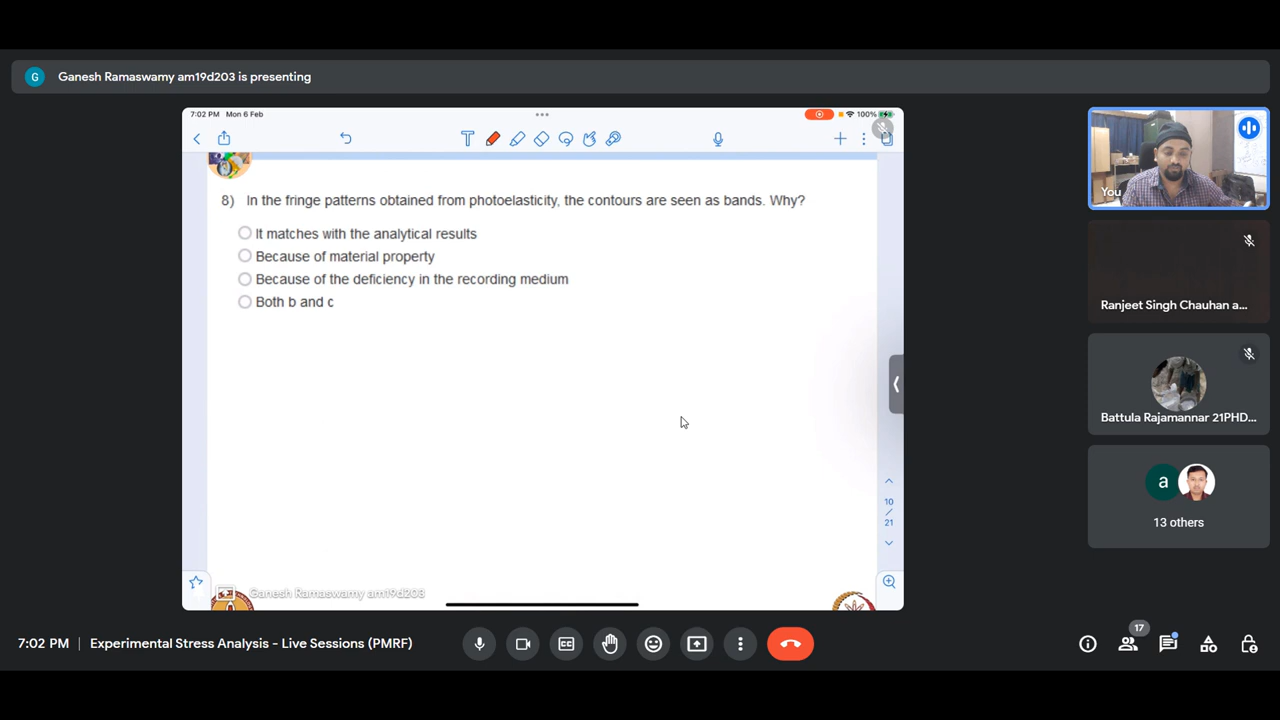 G Ganesh Ramaswamy am19d203 is presenting
7:02 PM Mon 6 Feb
100%
T
8) In the fringe patterns obtained from photoelasticity, the contours are seen as bands. Why?
It matches with the analytical results
Because of material property
Because of the deficiency in the recording medium
Both b and c
10
/
21
Ganesh Ramaswamy am19d203
You
Ranjeet Singh Chauhan a...
Battula Rajamannar 21PHD...
a
13 others
7:02 PM | Experimental Stress Analysis - Live Sessions (PMRF)
17